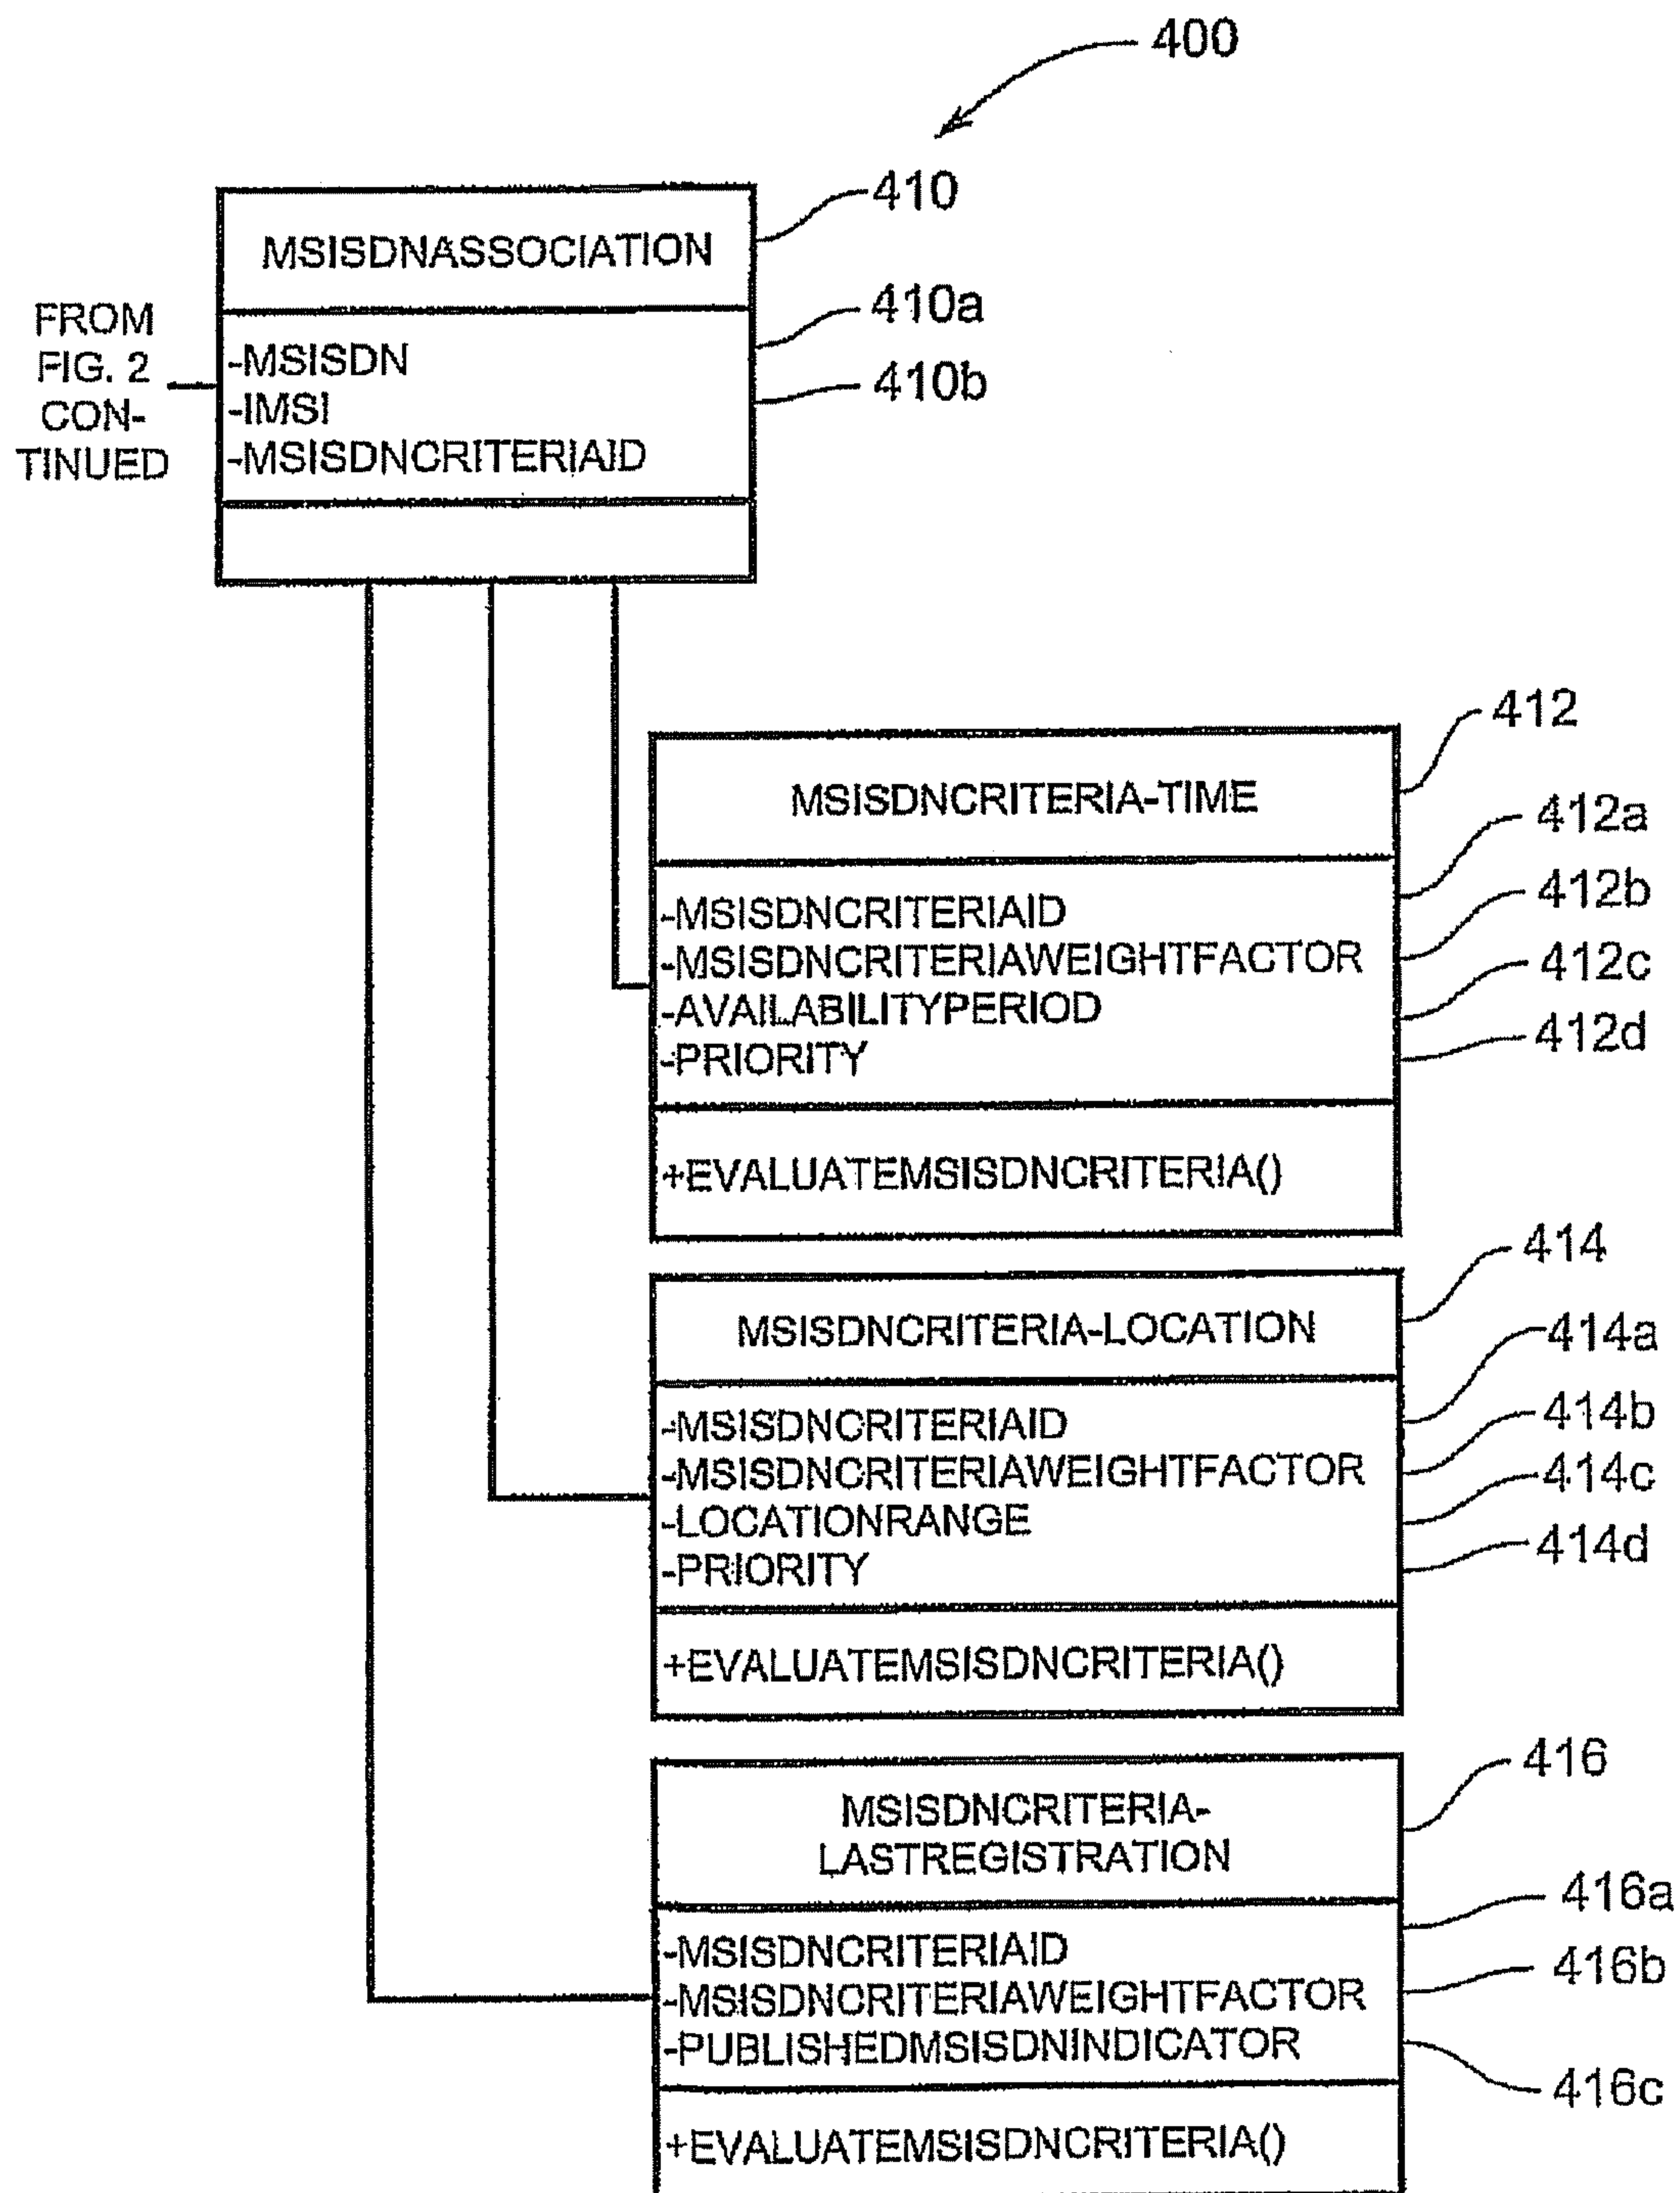 400
410
MSISDNASSOCIATION
410a
410b
FROM
FIG. 2
CON-
TINUED
-MSISDN
-IMSI
-MSISDNCRITERIAID
412
MSISDNCRITERIA-TIME
412a
412b
412c
412d
-MSISDNCRITERIAID
-MSISDNCRITERIAWEIGHTFACTOR
-AVAILABILITYPERIOD
-PRIORITY
+EVALUATEMSISDNCRITERIA()
414
MSISDNCRITERIA-LOCATION
414a
414b
414c
414d
-MSISDNCRITERIAID
-MSISDNCRITERIAWEIGHTFACTOR
-LOCATIONRANGE
-PRIORITY
+EVALUATEMSISDNCRITERIA()
416
MSISDNCRITERIA-
LASTREGISTRATION
416a
416b
416c
-MSISDNCRITERIAID
-MSISDNCRITERIAWEIGHTFACTOR
-PUBLISHEDMSISDNINDICATOR
+EVALUATEMSISDNCRITERIA()